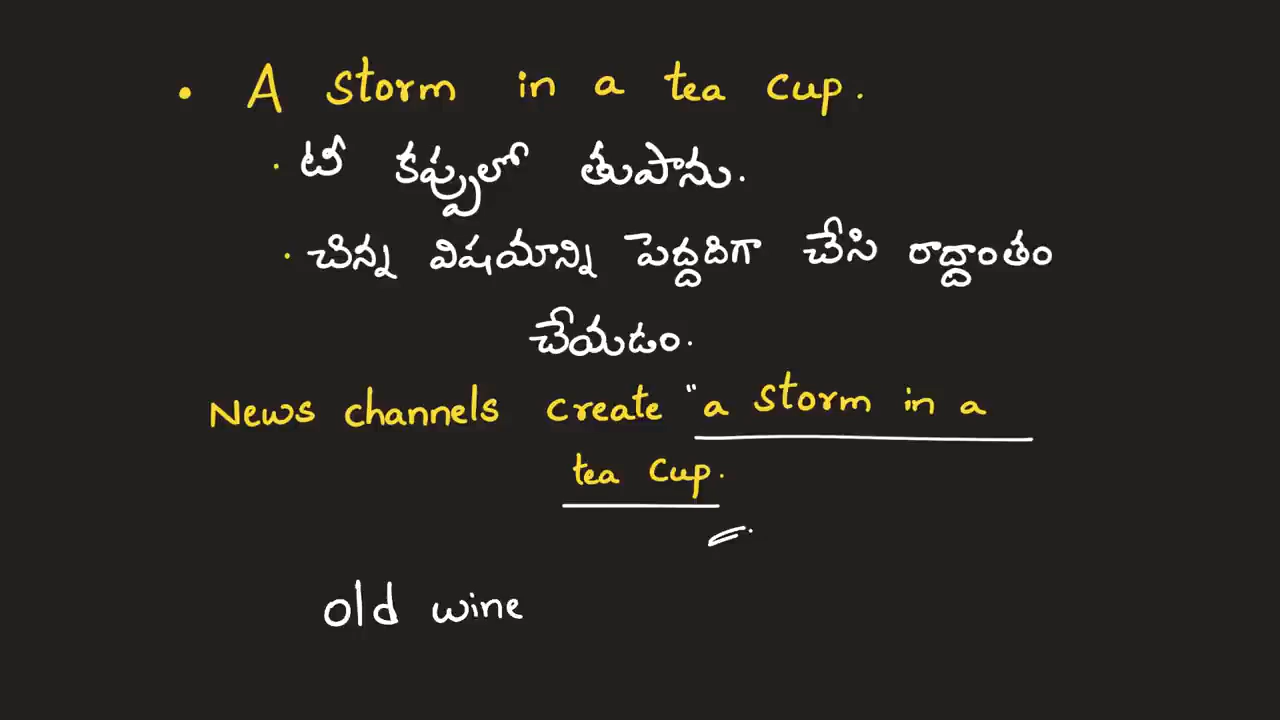 • A storm in a tea cup.
· టీ కప్పులో తుపాను.
· చిన్న విషయాన్ని పెద్దదిగా చేసి రాద్దాంతం
చేయడం.
News channels create "a storm in a
tea cup.
old wine